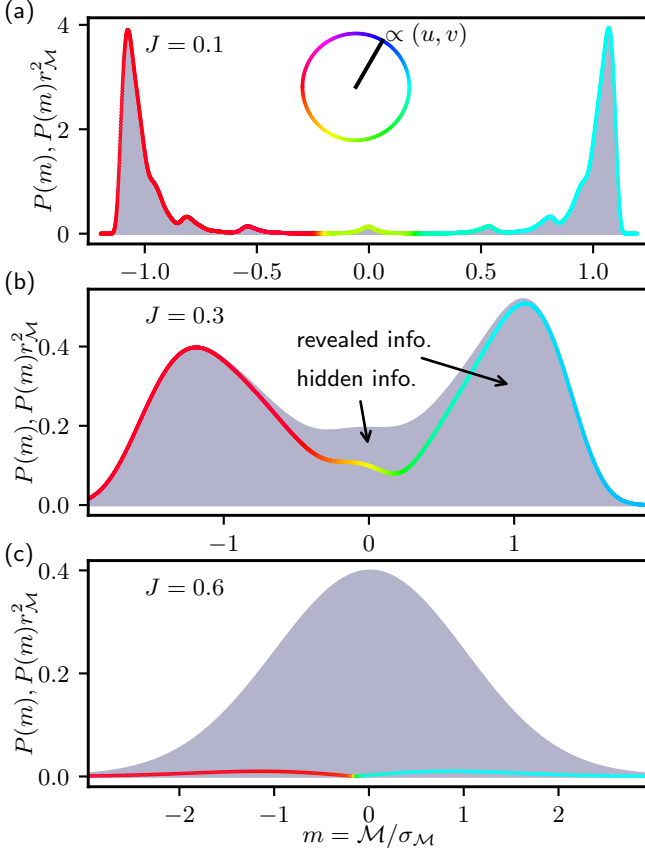 (a)
J = 0.1
∝ (u, v)
P(m), P(m)r²_ℳ
4
2
0
−1.0 −0.5 0.0 0.5 1.0
(b)
J = 0.3
revealed info.
hidden info.
P(m), P(m)r²_ℳ
0.4
0.2
0.0
−1 0 1
(c)
J = 0.6
P(m), P(m)r²_ℳ
0.4
0.2
0.0
−2 −1 0 1 2
m = ℳ/σ_ℳ